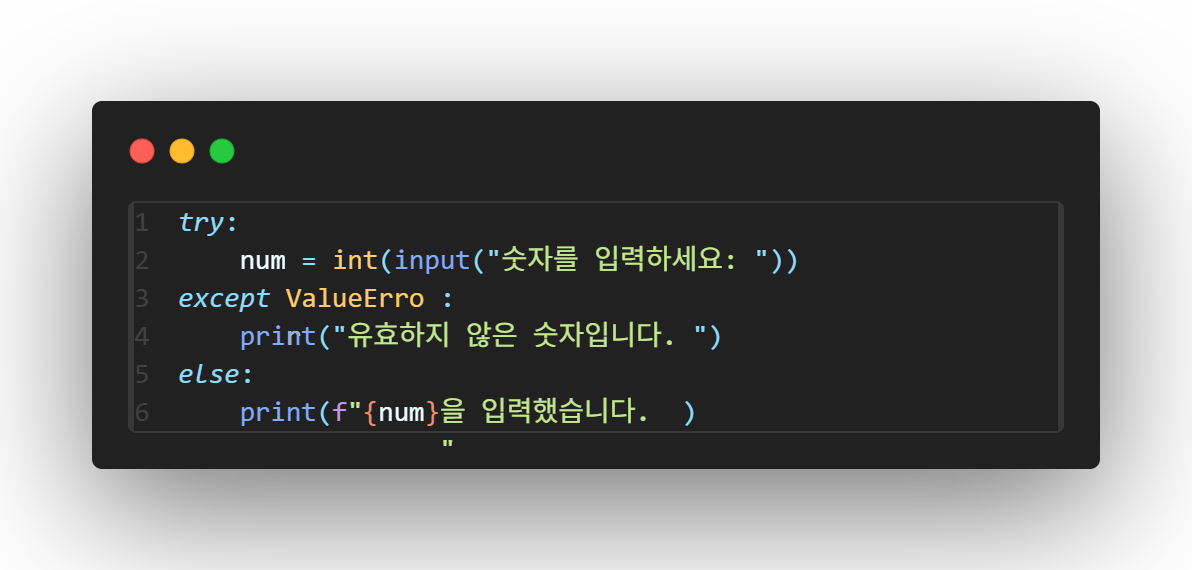 1 try:
2     num = int(input("숫자를 입력하세요: "))
3 except ValueErro :
4     print("유효하지 않은 숫자입니다. ")
5 else:
6     print(f"{num}을 입력했습니다.  )
"